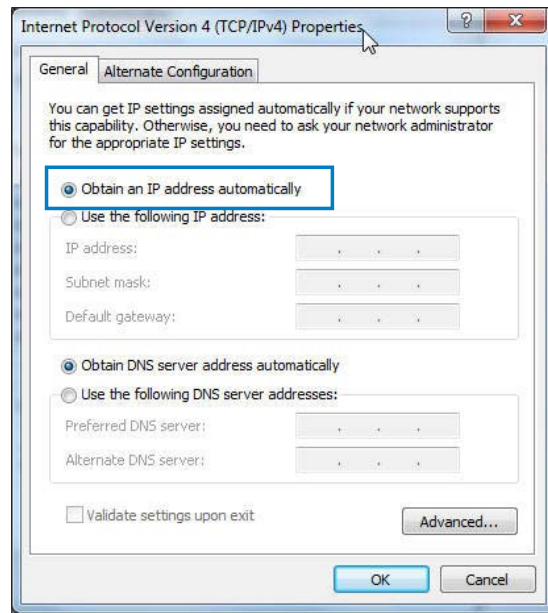 Internet Protocol Version 4 (TCP/IPv4) Properties
General
Alternate Configuration
You can get IP settings assigned automatically if your network supports
this capability. Otherwise, you need to ask your network administrator
for the appropriate IP settings.
Obtain an IP address automatically
Use the following IP address:
IP address:
Subnet mask:
Default gateway:
Obtain DNS server address automatically
Use the following DNS server addresses:
Preferred DNS server:
Alternate DNS server:
Validate settings upon exit
Advanced...
OK
Cancel